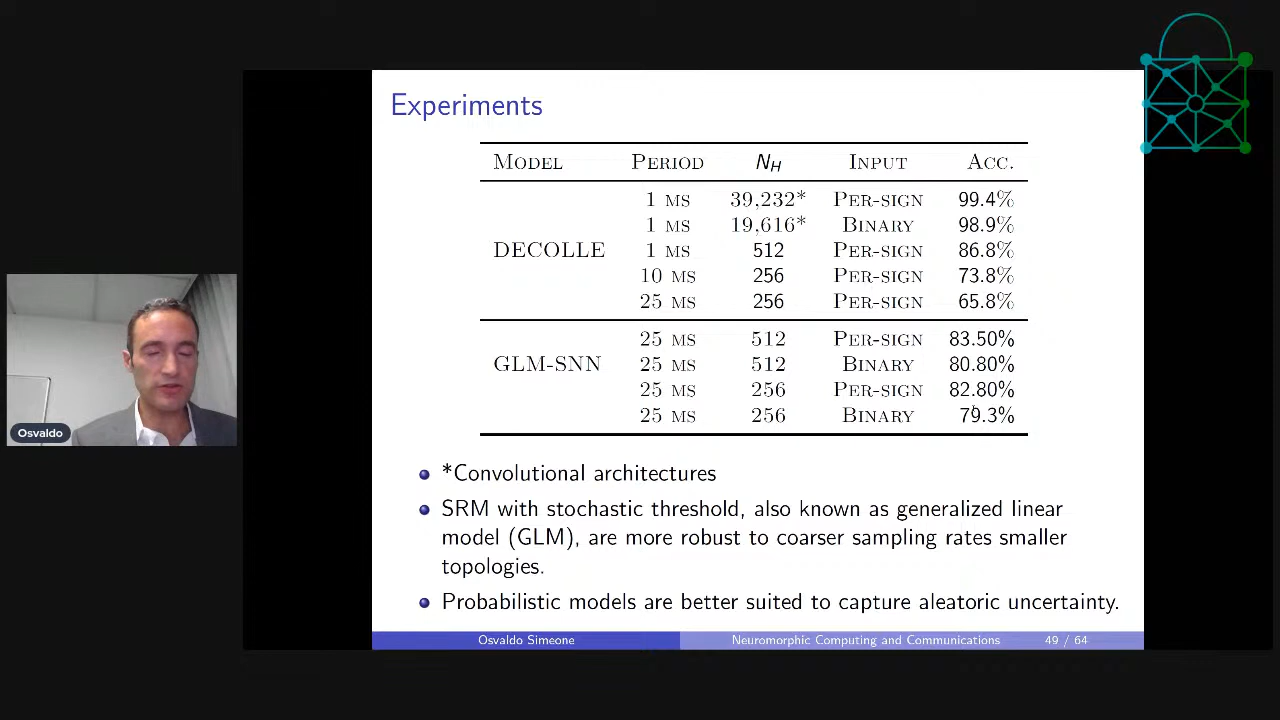 Experiments
MODEL PERIOD N_H INPUT ACC.
1 MS 39,232* PER-SIGN 99.4%
1 MS 19,616* BINARY 98.9%
DECOLLE 1 MS 512 PER-SIGN 86.8%
10 MS 256 PER-SIGN 73.8%
25 MS 256 PER-SIGN 65.8%
25 MS 512 PER-SIGN 83.50%
GLM-SNN 25 MS 512 BINARY 80.80%
25 MS 256 PER-SIGN 82.80%
25 MS 256 BINARY 79.3%
*Convolutional architectures
SRM with stochastic threshold, also known as generalized linear
model (GLM), are more robust to coarser sampling rates smaller
topologies.
Probabilistic models are better suited to capture aleatoric uncertainty.
Osvaldo Simeone Neuromorphic Computing and Communications 49 / 64
Osvaldo